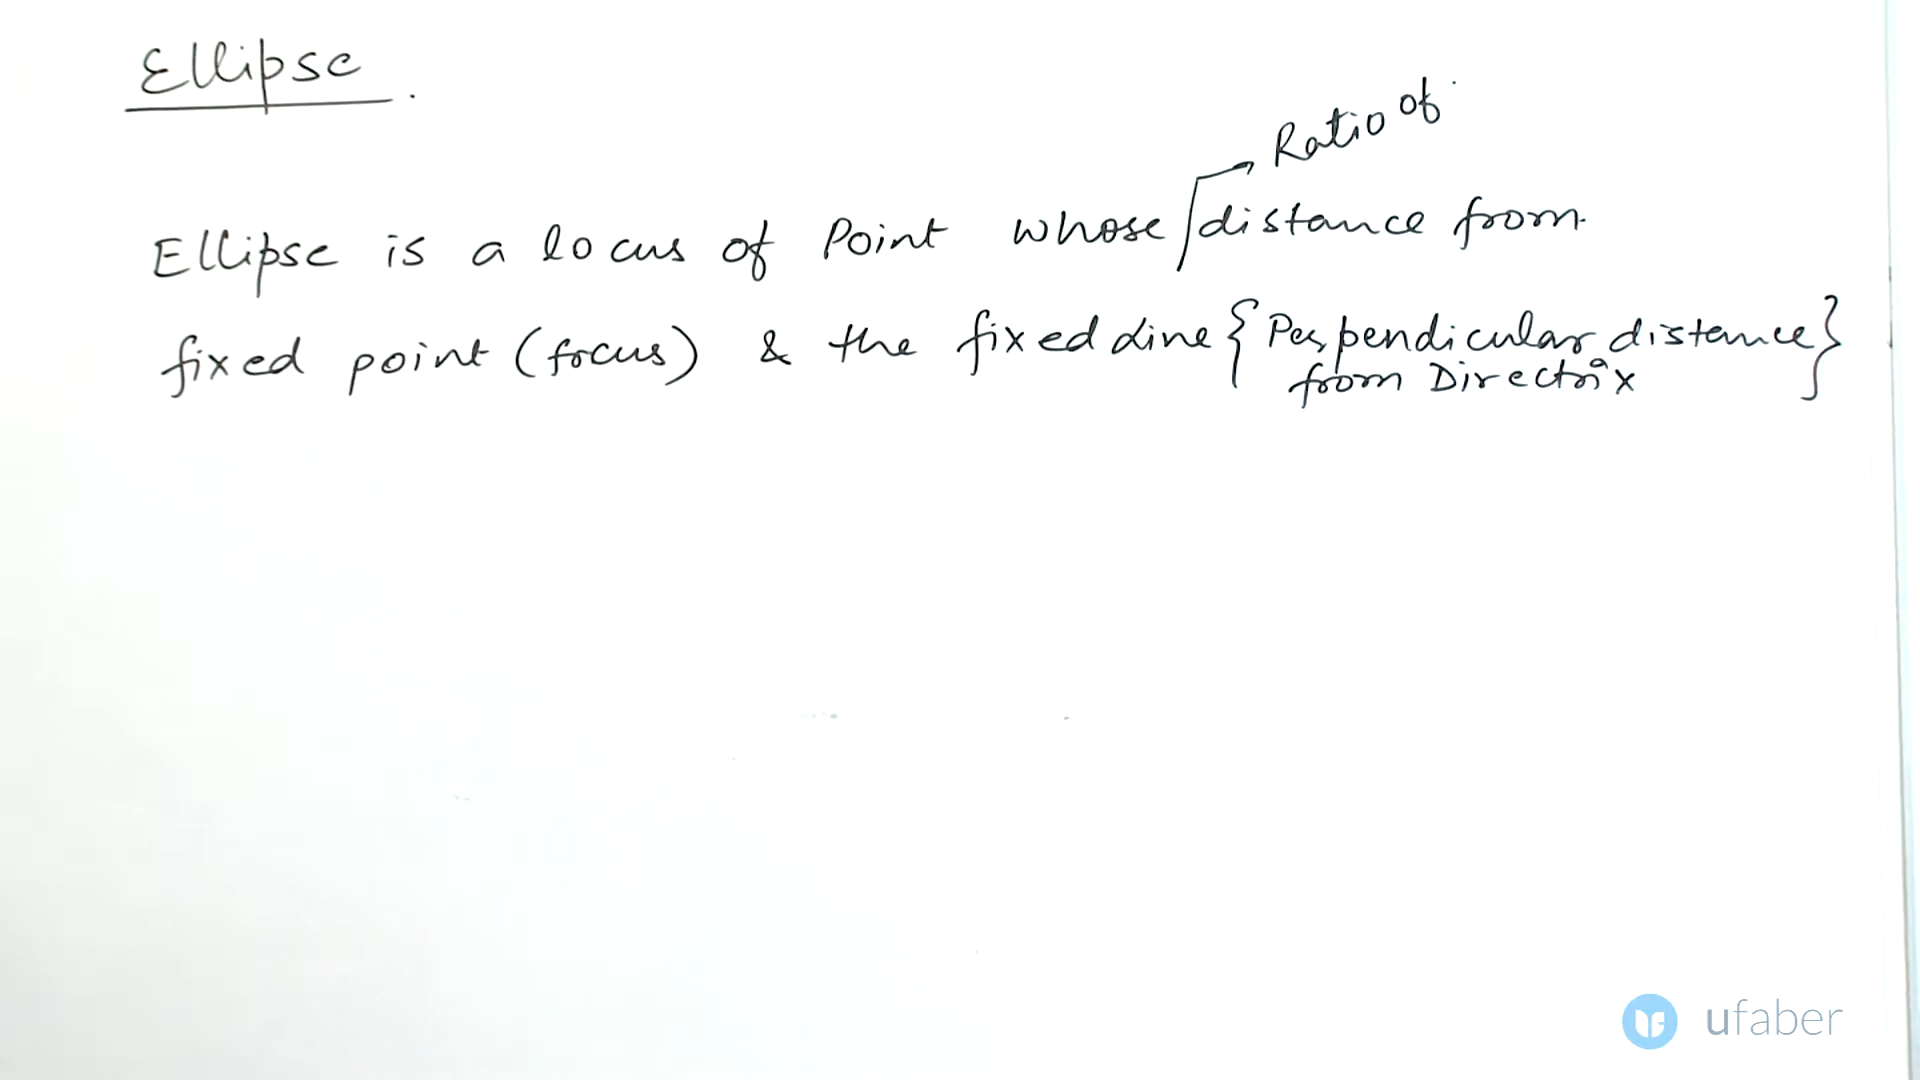 Ellipse.
Ratio of
Ellipse is a locus of Point whose distance from
fixed point (focus) & the fixed line { Perpendicular distance }
from Directrix
ufaber